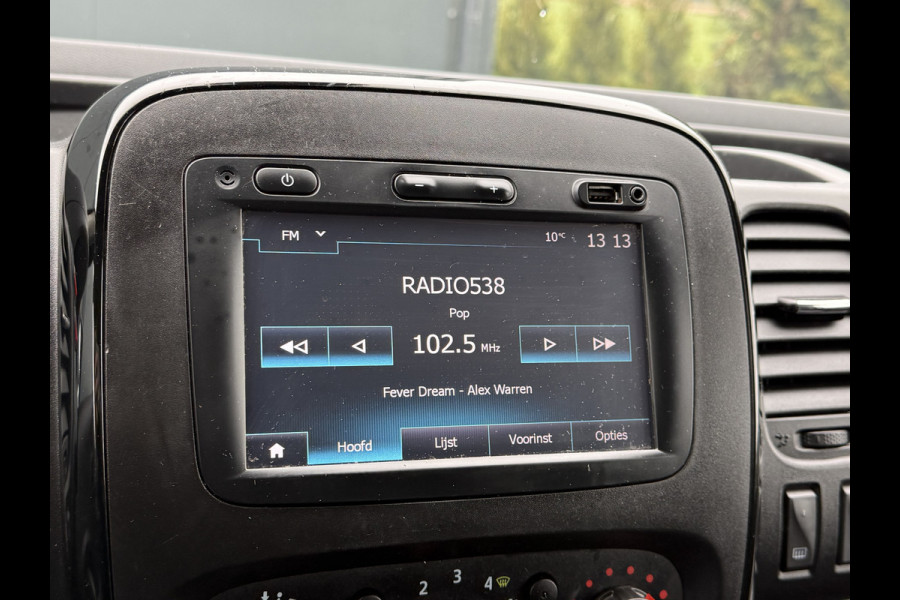 − +
FM 10°C 13 13
RADIO538
Pop
102.5 MHz
Fever Dream - Alex Warren
Hoofd Lijst Voorinst Opties
2 3 4